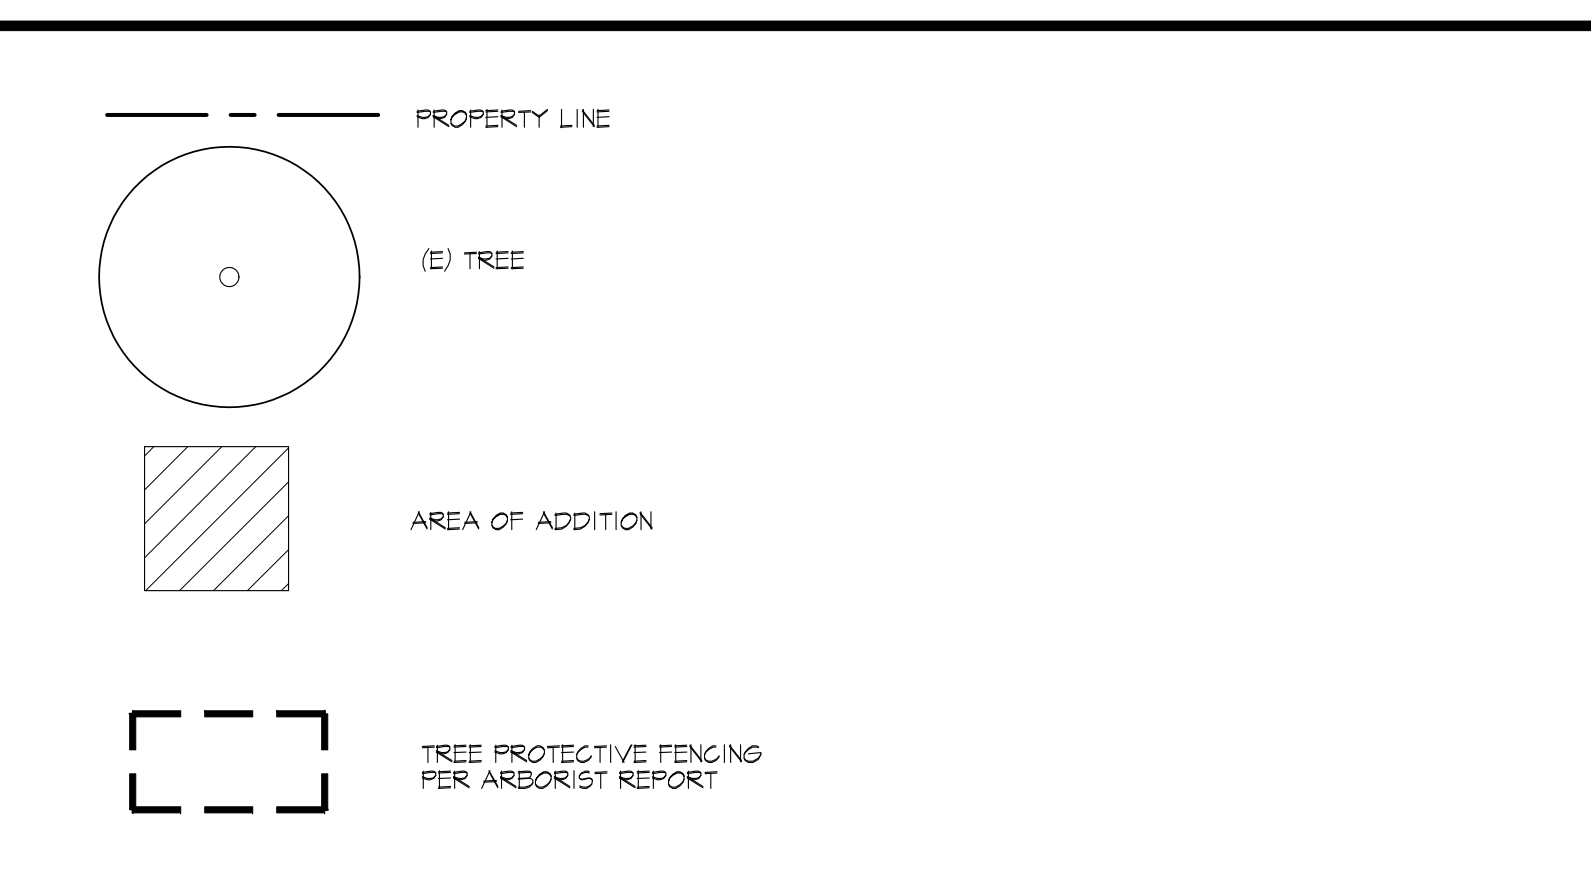 PROPERTY LINE
(E) TREE
AREA OF ADDITION
TREE PROTECTIVE FENCING
PER ARBORIST REPORT